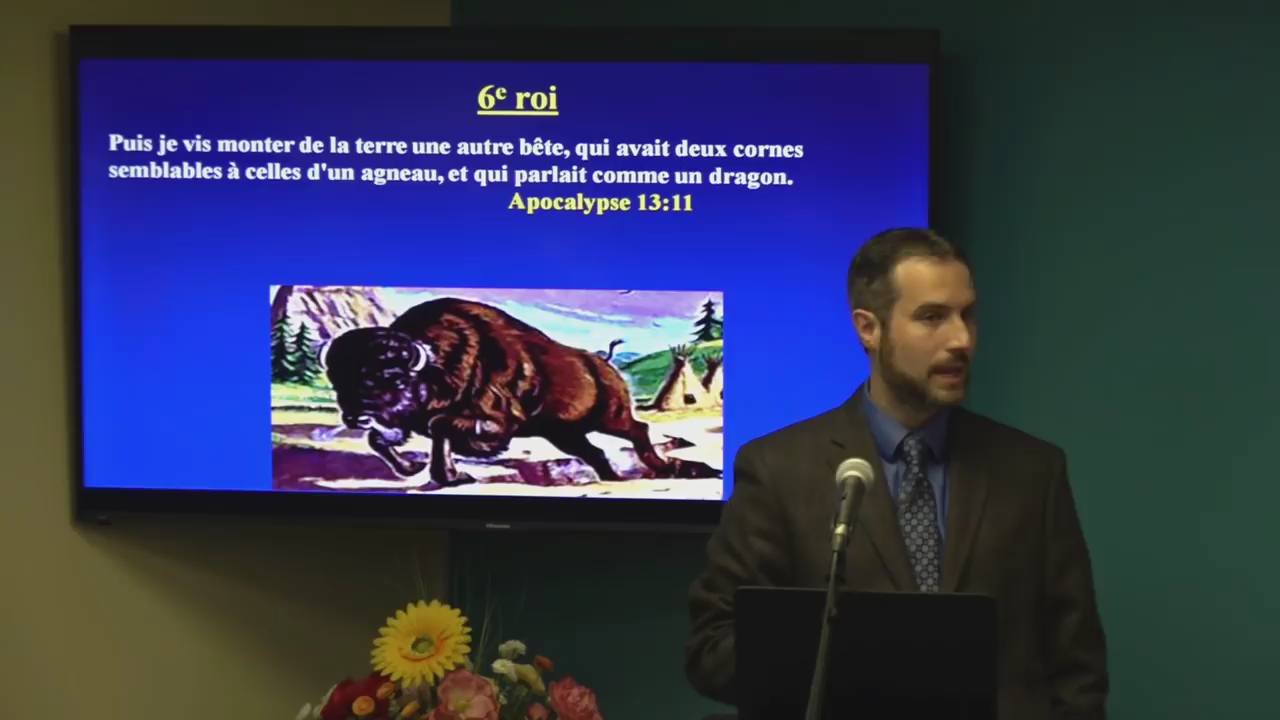 6e roi
Puis je vis monter de la terre une autre bête, qui avait deux cornes
semblables à celles d'un agneau, et qui parlait comme un dragon.
Apocalypse 13:11